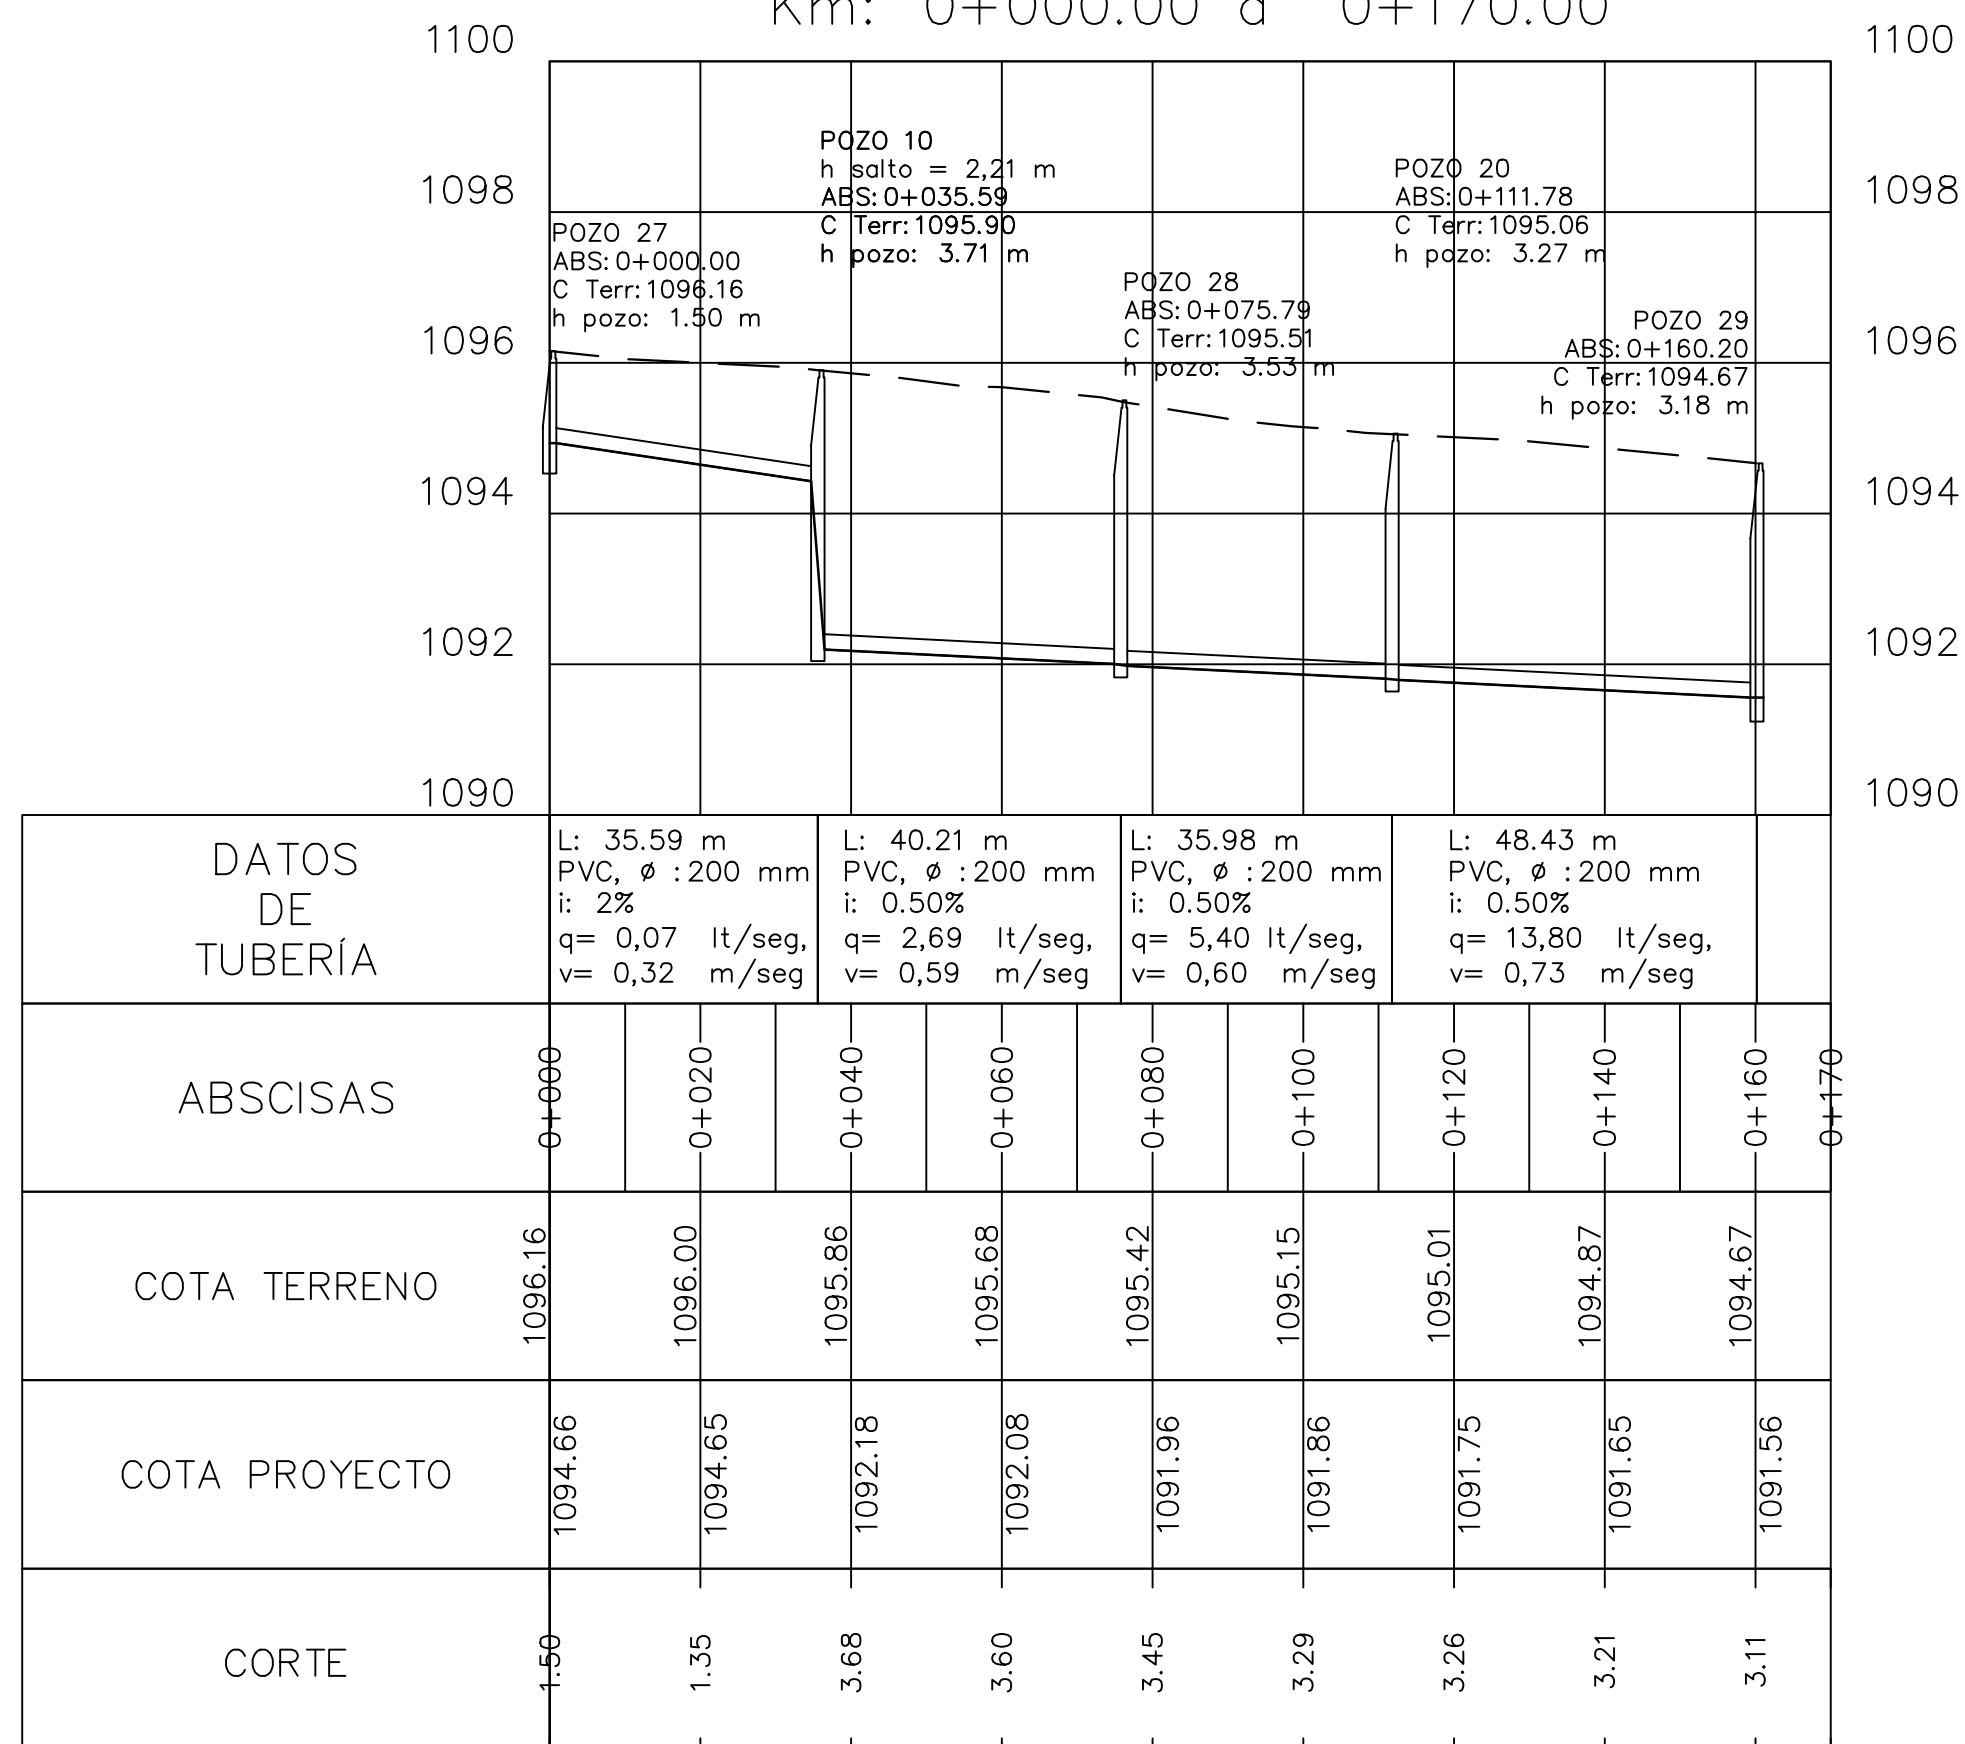 Km: 0+000.00 a 0+170.00
1100 1100
1098 1098
1096 1096
1094 1094
1092 1092
1090 1090
POZO 27
ABS:0+000.00
C Terr:1096.16
h pozo: 1.50 m
POZO 10
h salto = 2,21 m
ABS:0+035.59
C Terr:1095.90
h pozo: 3.71 m
POZO 28
ABS:0+075.79
C Terr:1095.51
h pozo: 3.53 m
POZO 20
ABS:0+111.78
C Terr:1095.06
h pozo: 3.27 m
POZO 29
ABS:0+160.20
C Terr:1094.67
h pozo: 3.18 m
DATOS
DE
TUBERÍA
L: 35.59 m
PVC, ø :200 mm
i: 2%
q= 0,07 lt/seg,
v= 0,32 m/seg
L: 40.21 m
PVC, ø :200 mm
i: 0.50%
q= 2,69 lt/seg,
v= 0,59 m/seg
L: 35.98 m
PVC, ø :200 mm
i: 0.50%
q= 5,40 lt/seg,
v= 0,60 m/seg
L: 48.43 m
PVC, ø :200 mm
i: 0.50%
q= 13,80 lt/seg,
v= 0,73 m/seg
ABSCISAS 0+000 0+020 0+040 0+060 0+080 0+100 0+120 0+140 0+160 0+170
COTA TERRENO 1096.16 1096.00 1095.86 1095.68 1095.42 1095.15 1095.01 1094.87 1094.67
COTA PROYECTO 1094.66 1094.65 1092.18 1092.08 1091.96 1091.86 1091.75 1091.65 1091.56
CORTE 1.50 1.35 3.68 3.60 3.45 3.29 3.26 3.21 3.11